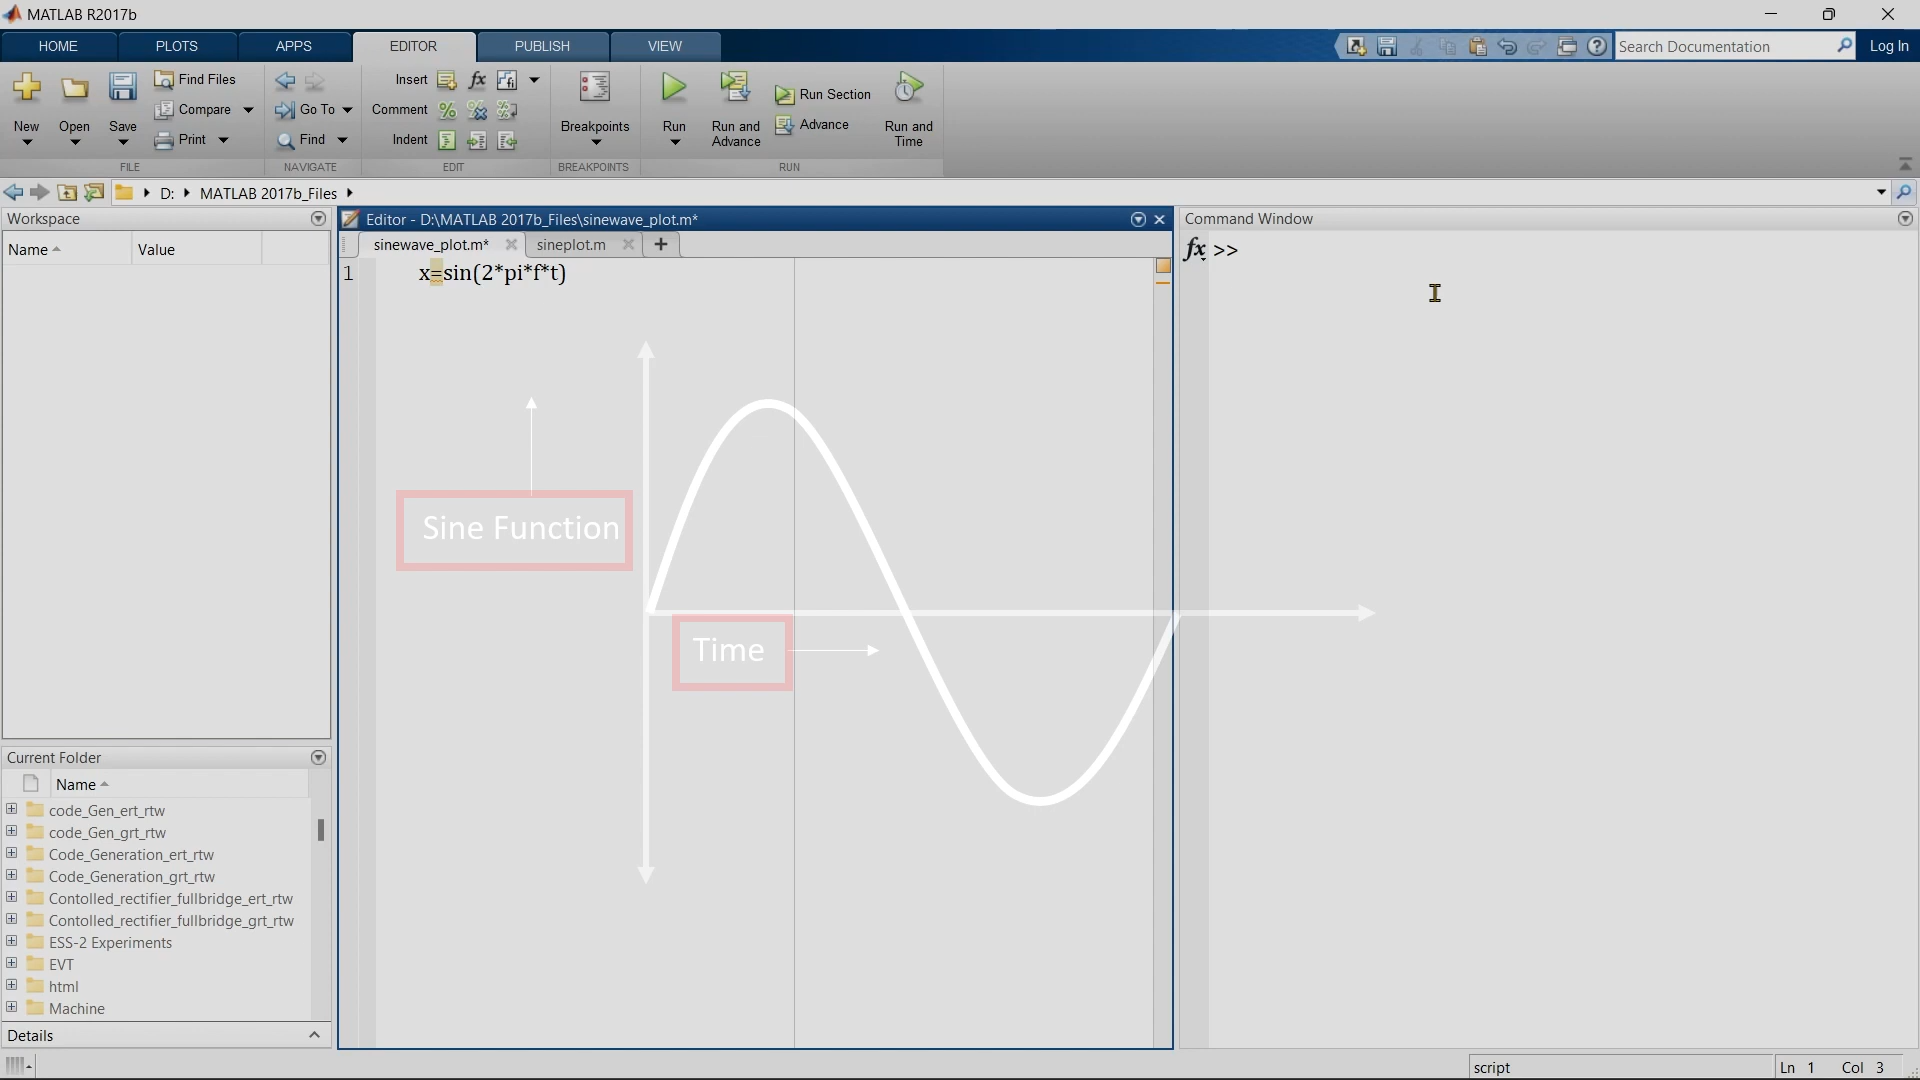 MATLAB R2017b
HOME PLOTS APPS EDITOR PUBLISH VIEW
Search Documentation Log In
New Open Save
Find Files
Compare
Print
FILE
Go To
Find
NAVIGATE
Insert fx
Comment
Indent
EDIT
Breakpoints
BREAKPOINTS
Run
Run and
Advance
Run Section
Advance
Run and
Time
RUN
D: MATLAB 2017b_Files
Workspace
Name Value
Editor - D:\MATLAB 2017b_Files\sinewave_plot.m*
sinewave_plot.m* sineplot.m
1 x=sin(2*pi*f*t)
Sine Function
Time
Command Window
fx >>
Current Folder
Name
code_Gen_ert_rtw
code_Gen_grt_rtw
Code_Generation_ert_rtw
Code_Generation_grt_rtw
Contolled_rectifier_fullbridge_ert_rtw
Contolled_rectifier_fullbridge_grt_rtw
ESS-2 Experiments
EVT
html
Machine
Details
script Ln 1 Col 3